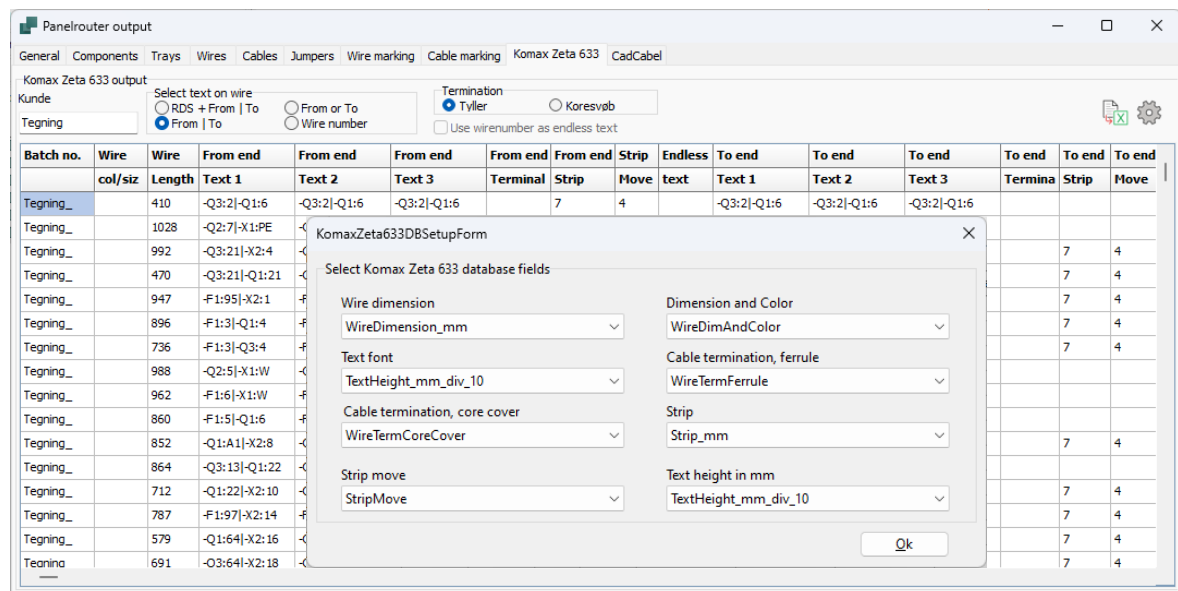 Panelrouter output
General Components Trays Wires Cables Jumpers Wire marking Cable marking Komax Zeta 633 CadCabel
Komax Zeta 633 output
Kunde
Tegning
Select text on wire
RDS + From | To From or To
From | To Wire number
Termination
Tyller Koresvøb
Use wirenumber as endless text
Batch no. Wire Wire From end From end From end From end From end Strip Endless To end To end To end To end To end To end
col/siz Length Text 1 Text 2 Text 3 Terminal Strip Move text Text 1 Text 2 Text 3 Termina Strip Move
Tegning_ 410 -Q3:2|-Q1:6 -Q3:2|-Q1:6 -Q3:2|-Q1:6 7 4 -Q3:2|-Q1:6 -Q3:2|-Q1:6 -Q3:2|-Q1:6
Tegning_ 1028 -Q2:7|-X1:PE
Tegning_ 992 -Q3:21|-X2:4 7 4
Tegning_ 470 -Q3:21|-Q1:21 7 4
Tegning_ 947 -F1:95|-X2:1 7 4
Tegning_ 896 -F1:3|-Q1:4 7 4
Tegning_ 736 -F1:3|-Q3:4 7 4
Tegning_ 988 -Q2:5|-X1:W
Tegning_ 962 -F1:6|-X1:W
Tegning_ 860 -F1:5|-Q1:6
Tegning_ 852 -Q1:A1|-X2:8 7 4
Tegning_ 864 -Q3:13|-Q1:22
Tegning_ 712 -Q1:22|-X2:10 7 4
Tegning_ 787 -F1:97|-X2:14 7 4
Tegning_ 579 -Q1:64|-X2:16 7 4
Tegning 691 -Q3:64|-X2:18 7 4
KomaxZeta633DBSetupForm
Select Komax Zeta 633 database fields
Wire dimension Dimension and Color
WireDimension_mm WireDimAndColor
Text font Cable termination, ferrule
TextHeight_mm_div_10 WireTermFerrule
Cable termination, core cover Strip
WireTermCoreCover Strip_mm
Strip move Text height in mm
StripMove TextHeight_mm_div_10
Ok